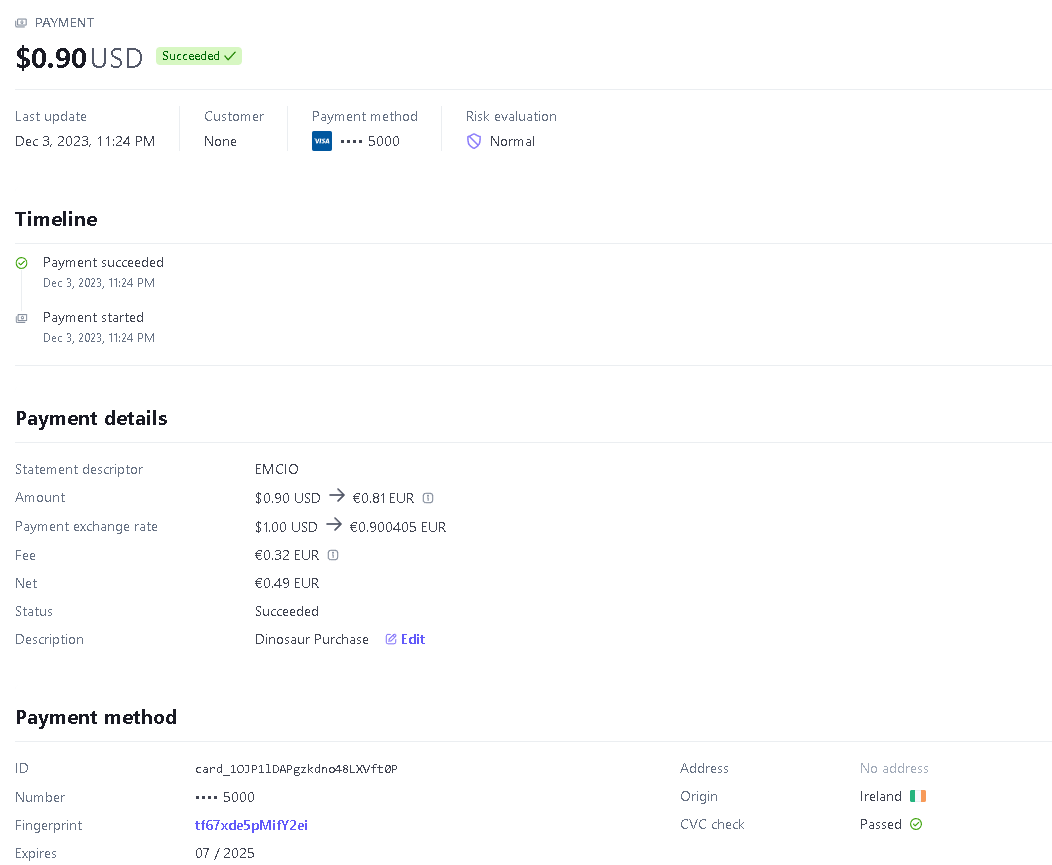 PAYMENT
$0.90 USD Succeeded
Last update Customer Payment method Risk evaluation
Dec 3, 2023, 11:24 PM None VISA •••• 5000 Normal
Timeline
Payment succeeded
Dec 3, 2023, 11:24 PM
Payment started
Dec 3, 2023, 11:24 PM
Payment details
Statement descriptor EMCIO
Amount $0.90 USD → €0.81 EUR
Payment exchange rate $1.00 USD → €0.900405 EUR
Fee €0.32 EUR
Net €0.49 EUR
Status Succeeded
Description Dinosaur Purchase Edit
Payment method
ID card_1OJP1lDAPgzkdno48LXVft0P Address No address
Number •••• 5000 Origin Ireland
Fingerprint tf67xde5pMifY2ei CVC check Passed
Expires 07 / 2025